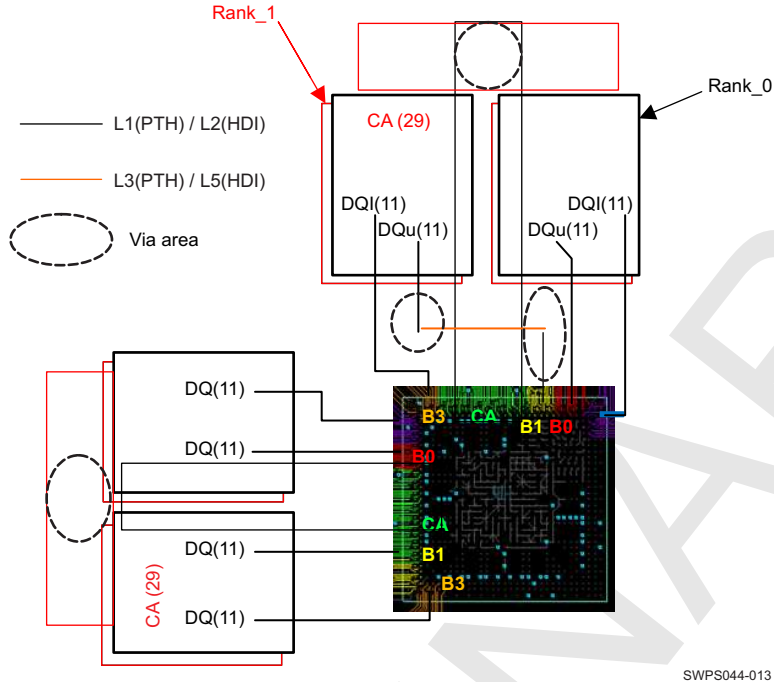 Rank_1
Rank_0
CA (29)
L1(PTH) / L2(HDI)
L3(PTH) / L5(HDI)
DQl(11)
DQl(11)
DQu(11)
DQu(11)
Via area
DQ(11)
B3
CA
B1
B0
DQ(11)
B0
CA
DQ(11)
B1
CA (29)
B3
DQ(11)
SWPS044-013